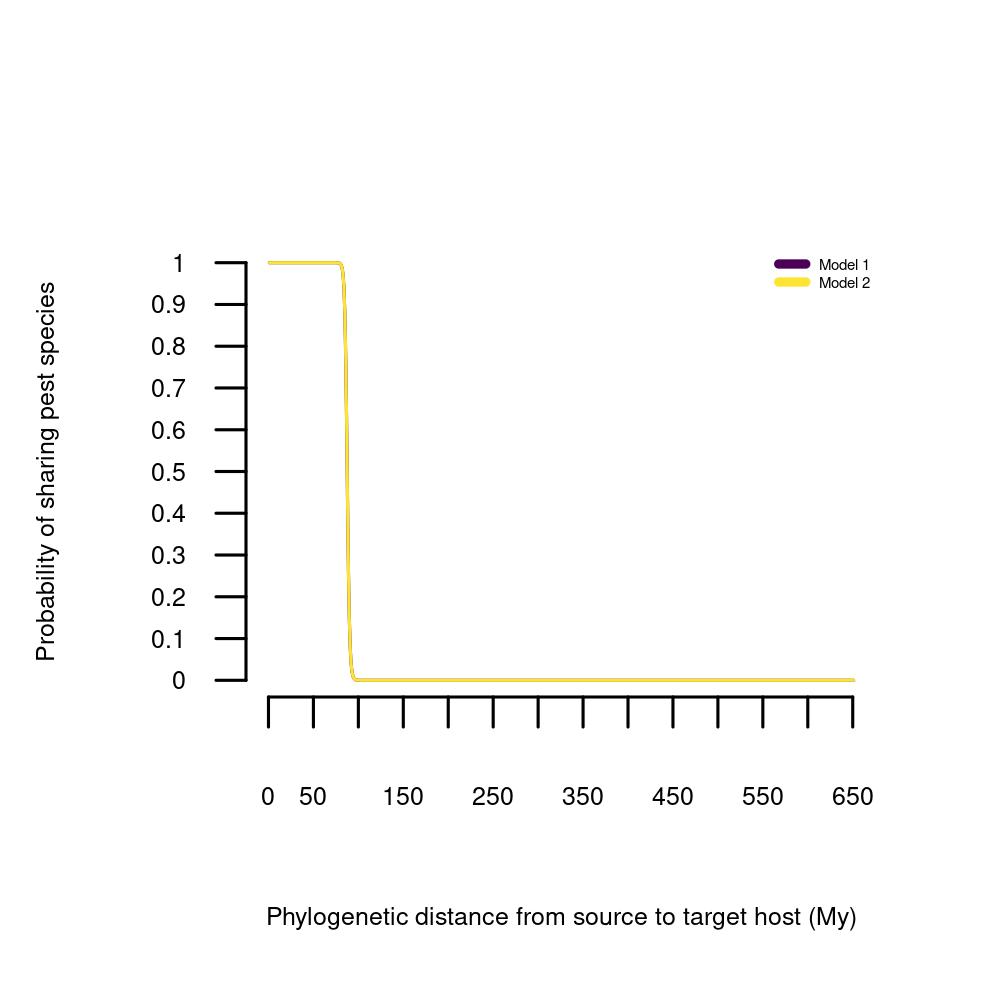 Probability of sharing pest species
1
0.9
0.8
0.7
0.6
0.5
0.4
0.3
0.2
0.1
0
Model 1
Model 2
0 50 150 250 350 450 550 650
Phylogenetic distance from source to target host (My)